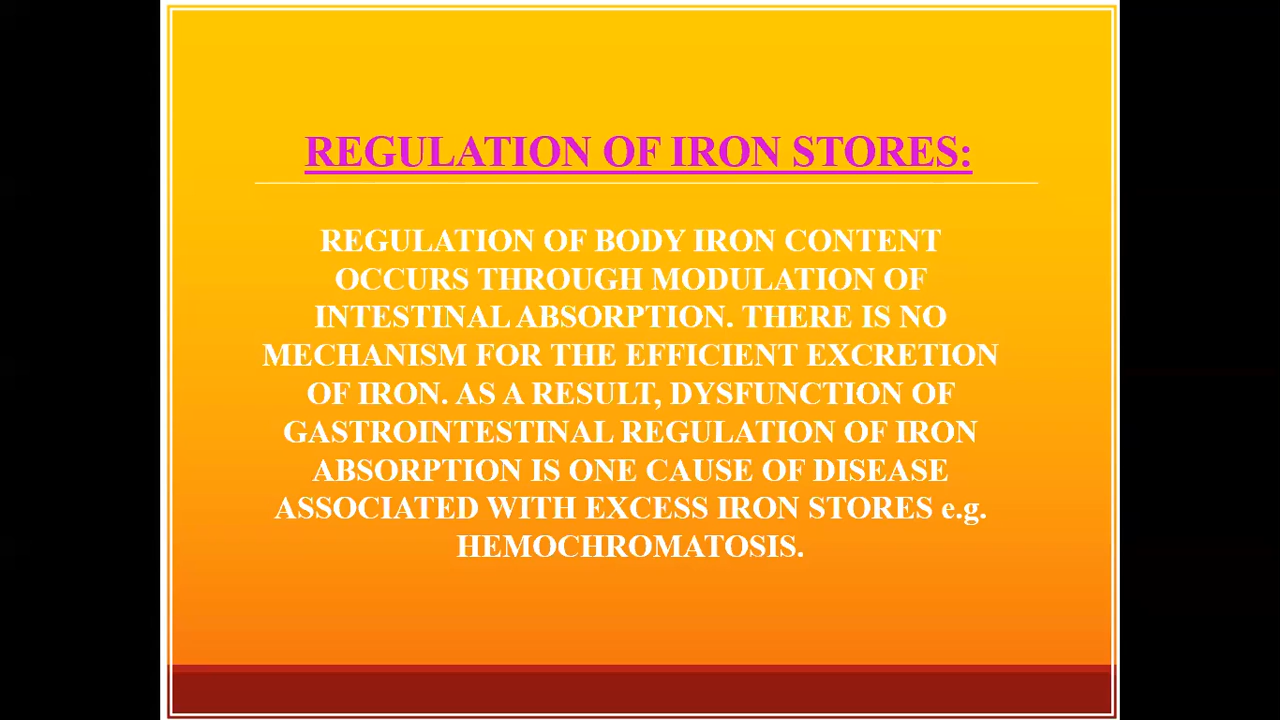 REGULATION OF IRON STORES:
REGULATION OF BODY IRON CONTENT
OCCURS THROUGH MODULATION OF
INTESTINAL ABSORPTION. THERE IS NO
MECHANISM FOR THE EFFICIENT EXCRETION
OF IRON. AS A RESULT, DYSFUNCTION OF
GASTROINTESTINAL REGULATION OF IRON
ABSORPTION IS ONE CAUSE OF DISEASE
ASSOCIATED WITH EXCESS IRON STORES e.g.
HEMOCHROMATOSIS.